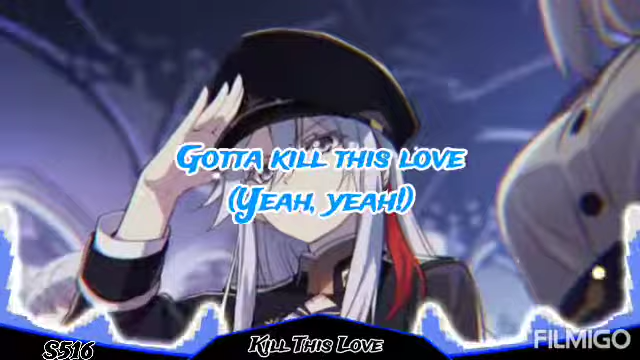 Gotta kill this love
(Yeah, yeah!)
S516
Kill This Love
FILMIGO